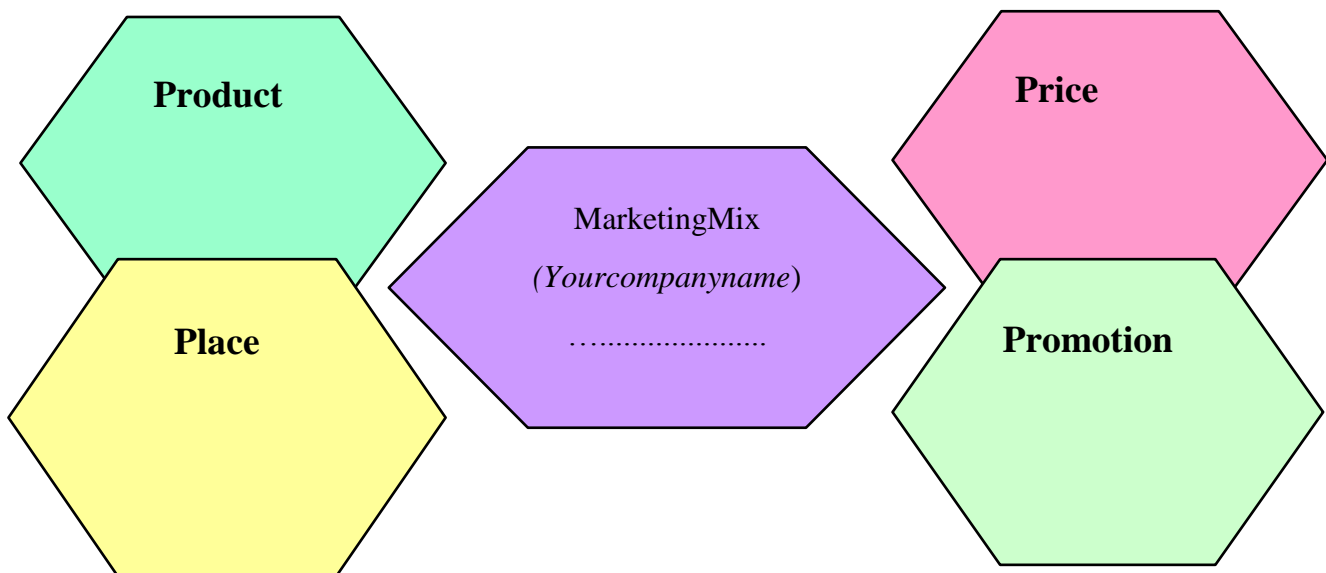 Product
Price
MarketingMix
(Yourcompanyname)
…....................
Place
Promotion